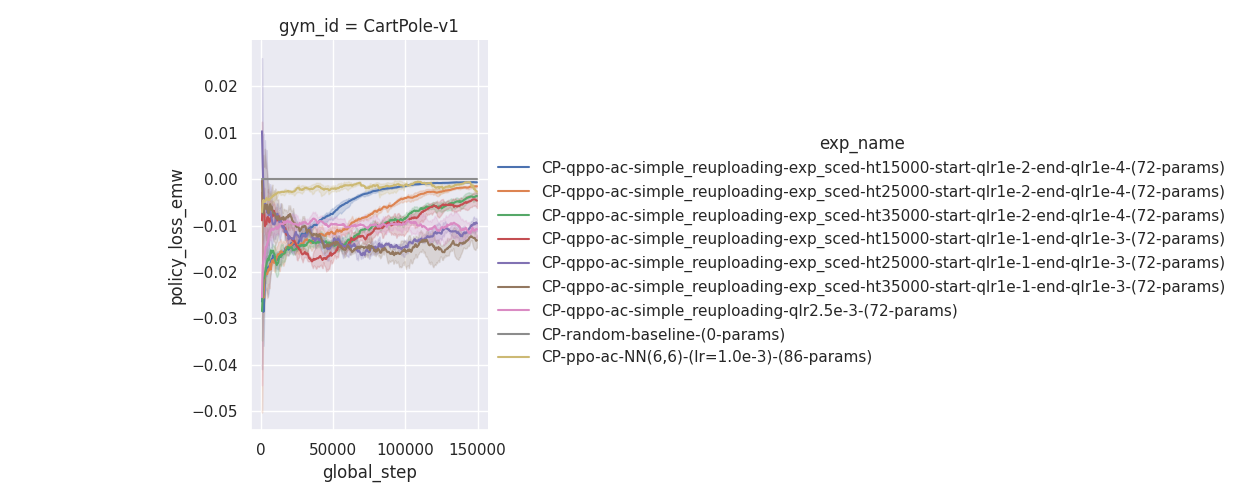 gym_id = CartPole-v1
0.02
0.01
0.00
−0.01
−0.02
−0.03
−0.04
−0.05
policy_loss_emw
0
50000
100000
150000
global_step
exp_name
CP-qppo-ac-simple_reuploading-exp_sced-ht15000-start-qlr1e-2-end-qlr1e-4-(72-params)
CP-qppo-ac-simple_reuploading-exp_sced-ht25000-start-qlr1e-2-end-qlr1e-4-(72-params)
CP-qppo-ac-simple_reuploading-exp_sced-ht35000-start-qlr1e-2-end-qlr1e-4-(72-params)
CP-qppo-ac-simple_reuploading-exp_sced-ht15000-start-qlr1e-1-end-qlr1e-3-(72-params)
CP-qppo-ac-simple_reuploading-exp_sced-ht25000-start-qlr1e-1-end-qlr1e-3-(72-params)
CP-qppo-ac-simple_reuploading-exp_sced-ht35000-start-qlr1e-1-end-qlr1e-3-(72-params)
CP-qppo-ac-simple_reuploading-qlr2.5e-3-(72-params)
CP-random-baseline-(0-params)
CP-ppo-ac-NN(6,6)-(lr=1.0e-3)-(86-params)